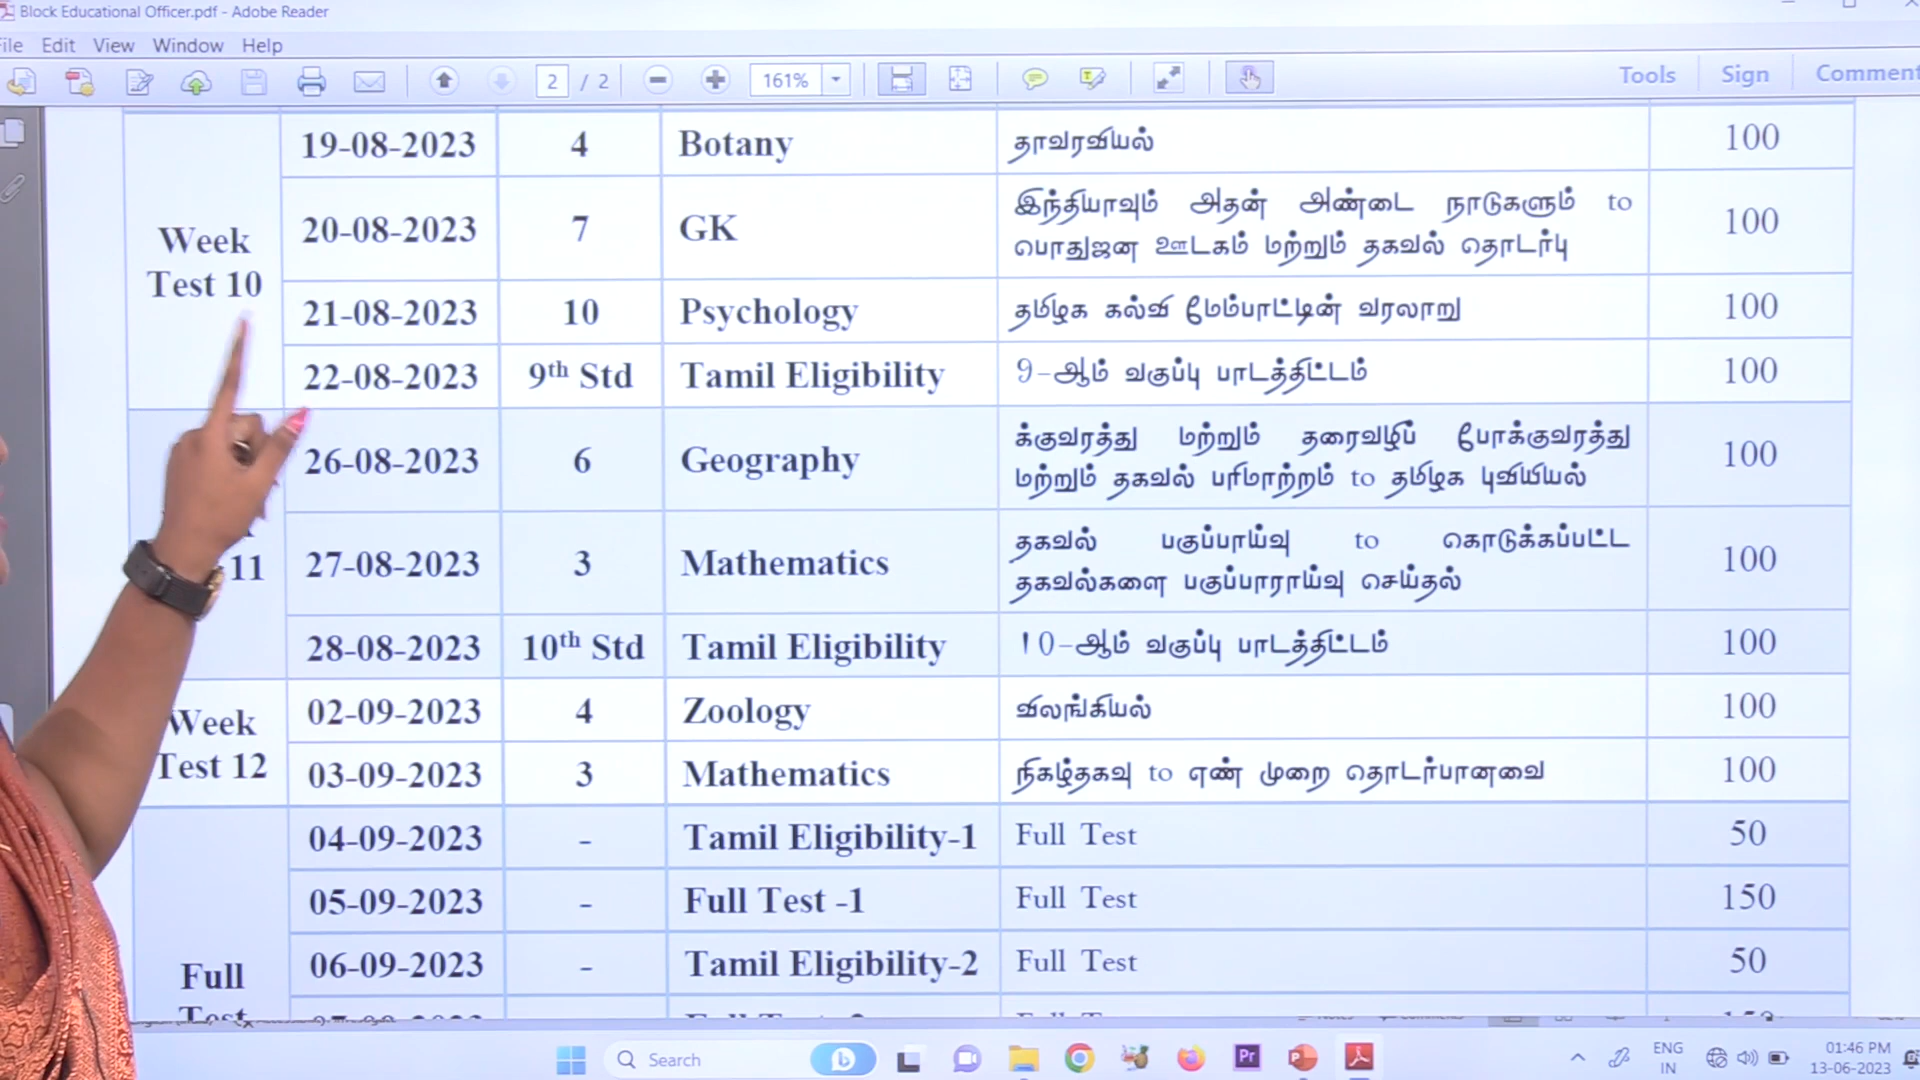 Block Educational Officer.pdf - Adobe Reader
File Edit View Window Help
2 / 2 161% Tools Sign Comment
19-08-2023 4 Botany தாவரவியல் 100
Week Test 10
20-08-2023 7 GK இந்தியாவும் அதன் அண்டை நாடுகளும் to 100
பொதுஜன ஊடகம் மற்றும் தகவல் தொடர்பு
21-08-2023 10 Psychology தமிழக கல்வி மேம்பாட்டின் வரலாறு 100
22-08-2023 9th Std Tamil Eligibility 9-ஆம் வகுப்பு பாடத்திட்டம் 100
26-08-2023 6 Geography க்குவரத்து மற்றும் தரைவழிப் போக்குவரத்து 100
மற்றும் தகவல் பரிமாற்றம் to தமிழக புவியியல்
11 27-08-2023 3 Mathematics தகவல் பகுப்பாய்வு to கொடுக்கப்பட்ட 100
தகவல்களை பகுப்பாராய்வு செய்தல்
28-08-2023 10th Std Tamil Eligibility 10-ஆம் வகுப்பு பாடத்திட்டம் 100
Week Test 12
02-09-2023 4 Zoology விலங்கியல் 100
03-09-2023 3 Mathematics நிகழ்தகவு to எண் முறை தொடர்பானவை 100
04-09-2023 - Tamil Eligibility-1 Full Test 50
05-09-2023 - Full Test -1 Full Test 150
06-09-2023 - Tamil Eligibility-2 Full Test 50
Full
Test
Search Pr ENG 01:46 PM
IN 13-06-2023